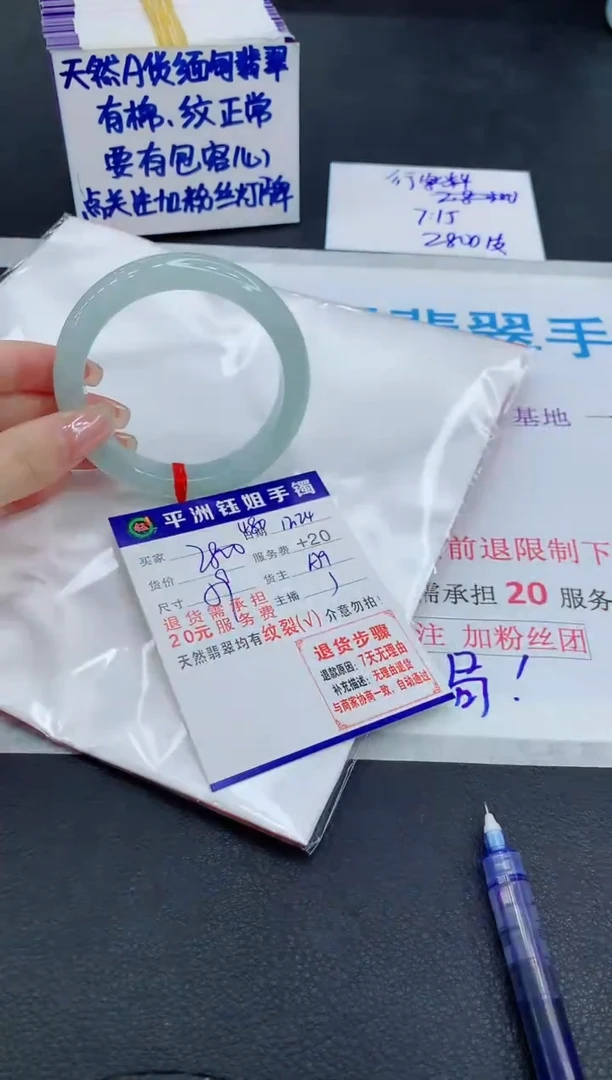 天然A货缅甸翡翠
有棉、纹正常
要有包容心
点关注加粉丝灯牌
2800
翡翠手
基地
平洲钰姐手镯
12.24
买家
2800
服务费 +20
货价
货主
尺寸
主播
退货需承担
20元 服务费
天然翡翠均有纹裂(√) 介意勿拍!
退货步骤
退款原因: 7天无理由
补充描述: 无理由退货
与商家协商一致, 自动通过
前退限制下
需承担 20 服务
注 加粉丝团